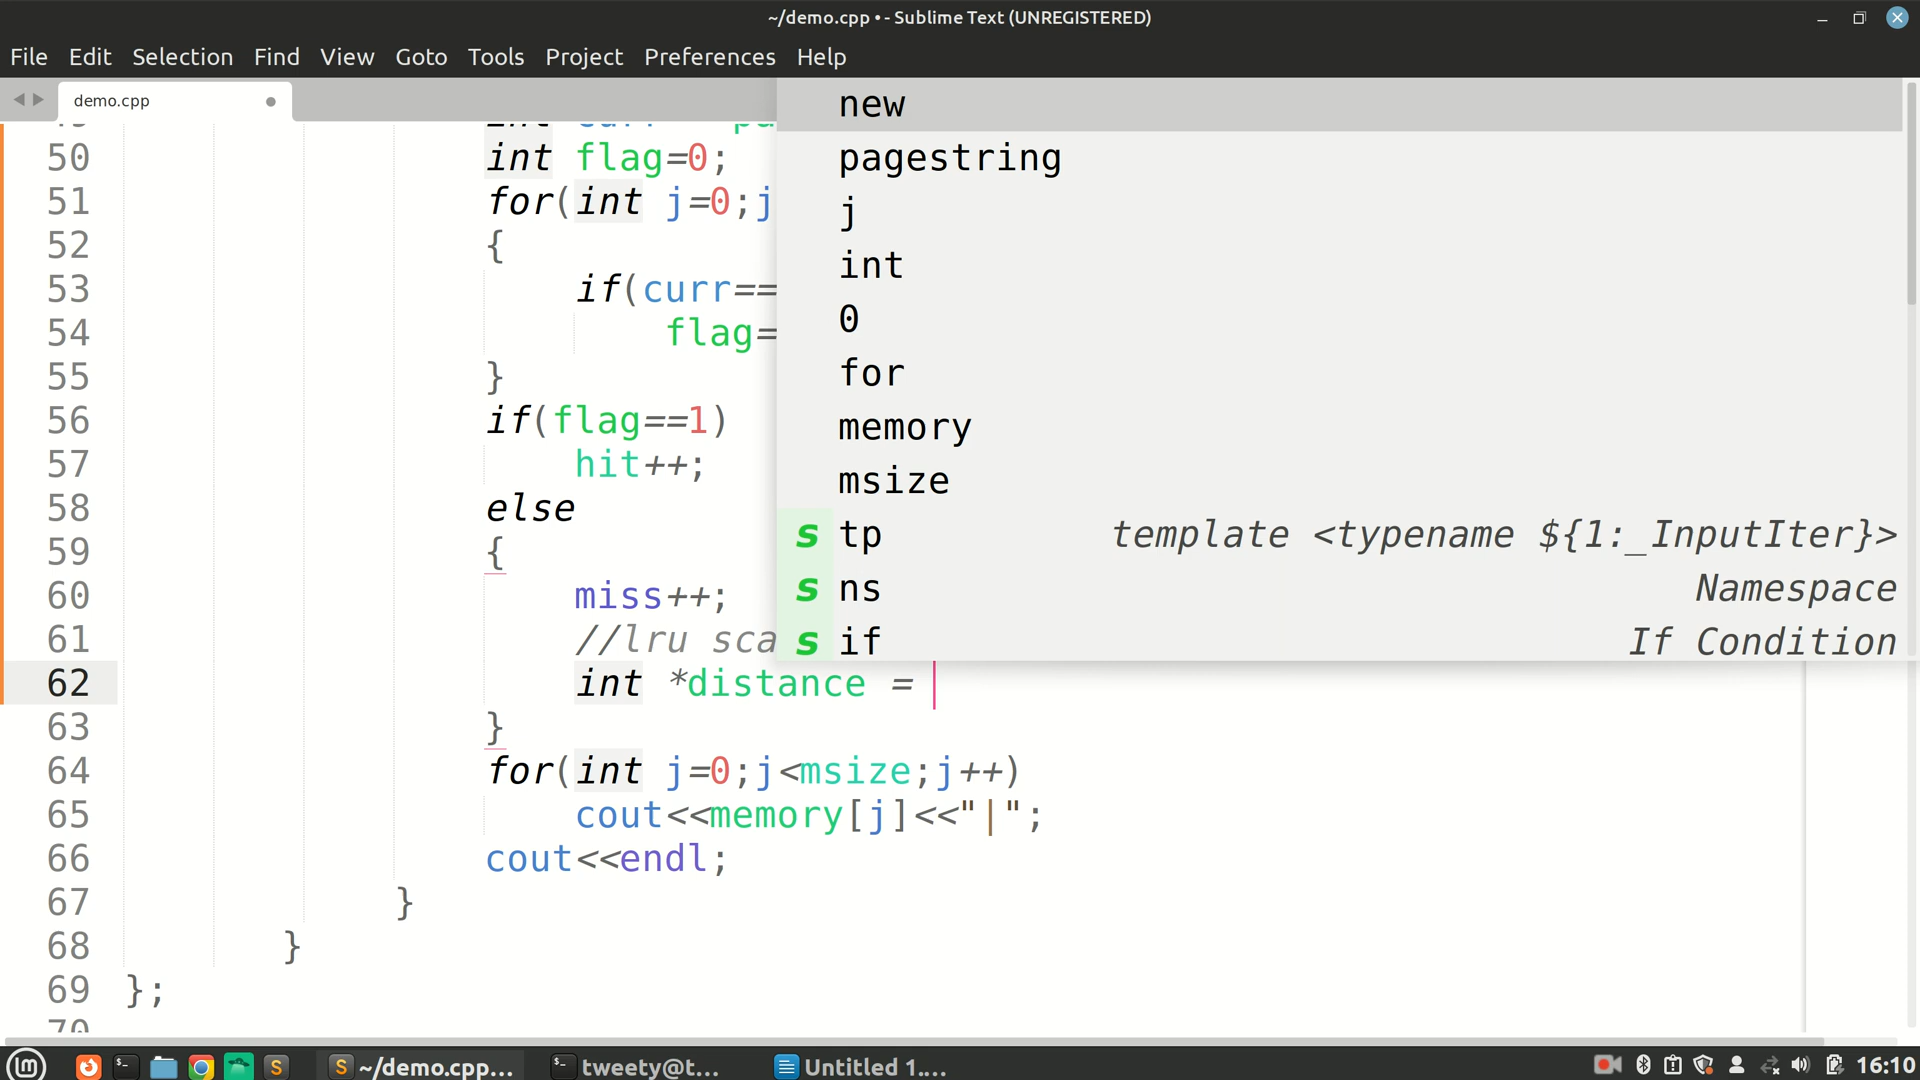 ~/demo.cpp • - Sublime Text (UNREGISTERED)
File Edit Selection Find View Goto Tools Project Preferences Help
demo.cpp
50 int flag=0;
51 for(int j=0;j
52 {
53 if(curr==
54 flag=
55 }
56 if(flag==1)
57 hit++;
58 else
59 {
60 miss++;
61 //lru sca
62 int *distance =
63 }
64 for(int j=0;j<msize;j++)
65 cout<<memory[j]<<"|";
66 cout<<endl;
67 }
68 }
69 };
70
new
pagestring
j
int
0
for
memory
msize
s tp template <typename ${1:_InputIter}>
s ns Namespace
s if If Condition
~/demo.cpp...
tweety@t...
Untitled 1....
16:10